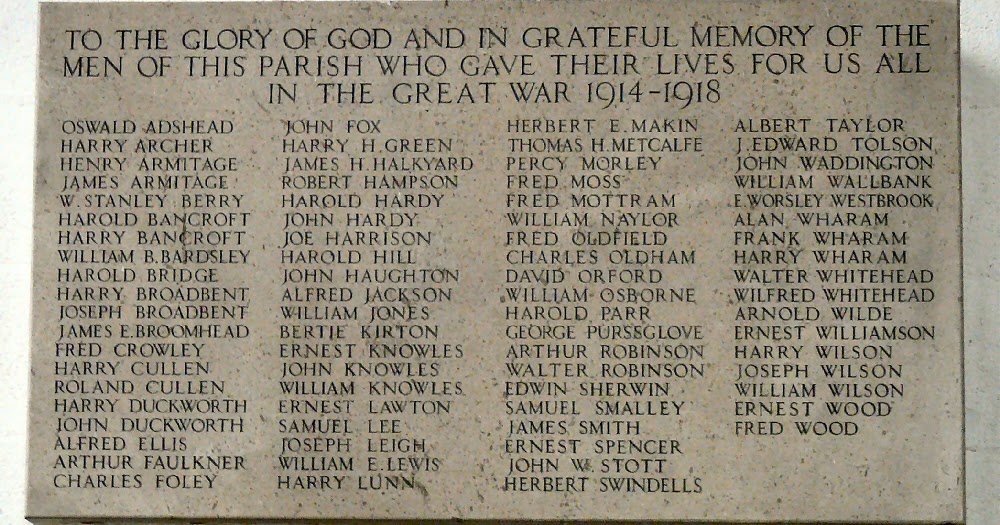 TO THE GLORY OF GOD AND IN GRATEFUL MEMORY OF THE
MEN OF THIS PARISH WHO GAVE THEIR LIVES FOR US ALL
IN THE GREAT WAR 1914-1918
OSWALD ADSHEAD
HARRY ARCHER
HENRY ARMITAGE
JAMES ARMITAGE
W. STANLEY BERRY
HAROLD BANCROFT
HARRY BANCROFT
WILLIAM B. BARDSLEY
HAROLD BRIDGE
HARRY BROADBENT
JOSEPH BROADBENT
JAMES E. BROOMHEAD
FRED CROWLEY
HARRY CULLEN
ROLAND CULLEN
HARRY DUCKWORTH
JOHN DUCKWORTH
ALFRED ELLIS
ARTHUR FAULKNER
CHARLES FOLEY
JOHN FOX
HARRY H. GREEN
JAMES H. HALKYARD
ROBERT HAMPSON
HAROLD HARDY
JOHN HARDY
JOE HARRISON
HAROLD HILL
JOHN HAUGHTON
ALFRED JACKSON
WILLIAM JONES
BERTIE KIRTON
ERNEST KNOWLES
JOHN KNOWLES
WILLIAM KNOWLES
ERNEST LAWTON
SAMUEL LEE
JOSEPH LEIGH
WILLIAM E. LEWIS
HARRY LUNN
HERBERT E. MAKIN
THOMAS H. METCALFE
PERCY MORLEY
FRED MOSS
FRED MOTTRAM
WILLIAM NAYLOR
FRED OLDFIELD
CHARLES OLDHAM
DAVID ORFORD
WILLIAM OSBORNE
HAROLD PARR
GEORGE PURSSGLOVE
ARTHUR ROBINSON
WALTER ROBINSON
EDWIN SHERWIN
SAMUEL SMALLEY
JAMES SMITH
ERNEST SPENCER
JOHN W. STOTT
HERBERT SWINDELLS
ALBERT TAYLOR
J. EDWARD TOLSON
JOHN WADDINGTON
WILLIAM WALLBANK
E. WORSLEY WESTBROOK
ALAN WHARAM
FRANK WHARAM
HARRY WHARAM
WALTER WHITEHEAD
WILFRED WHITEHEAD
ARNOLD WILDE
ERNEST WILLIAMSON
HARRY WILSON
JOSEPH WILSON
WILLIAM WILSON
ERNEST WOOD
FRED WOOD